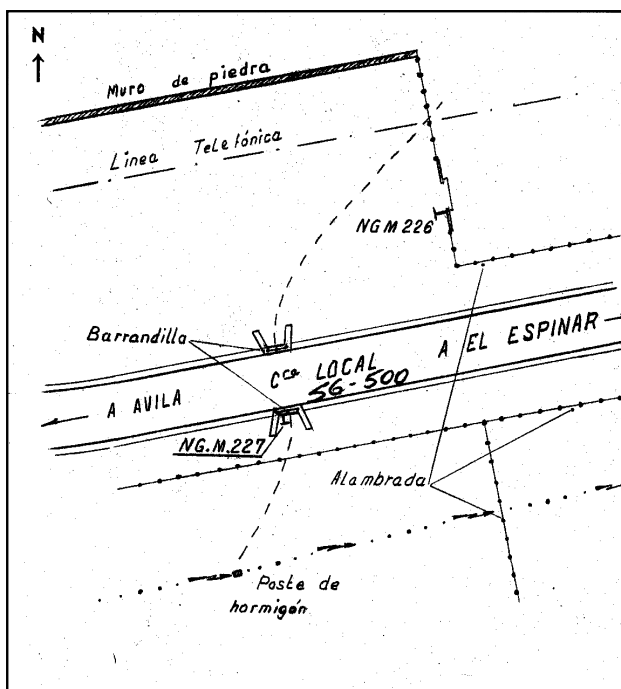 N
Muro de piedra
Linea Telefónica
NGM 226
Barrandilla
A EL ESPINAR
Cca LOCAL
SG-500
A AVILA
NG.M.227
Alambrada
Poste de
hormigón